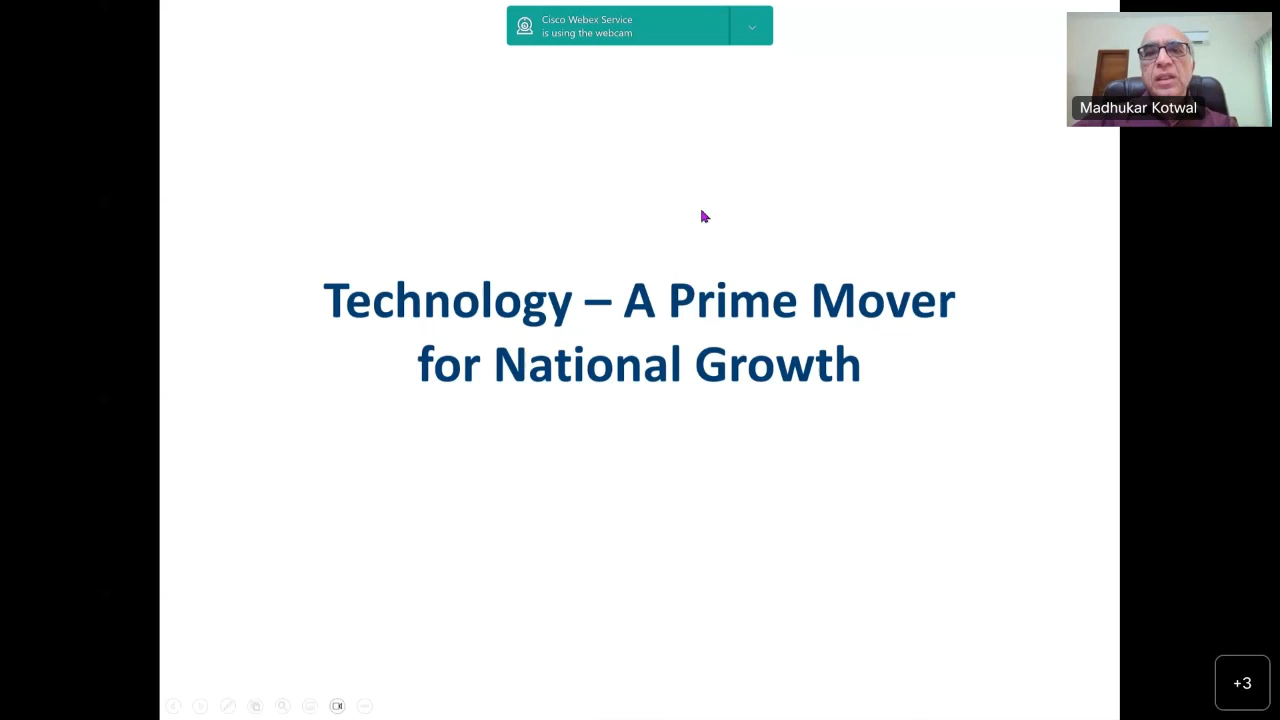 Cisco Webex Service
is using the webcam
Madhukar Kotwal
Technology – A Prime Mover
for National Growth
+3